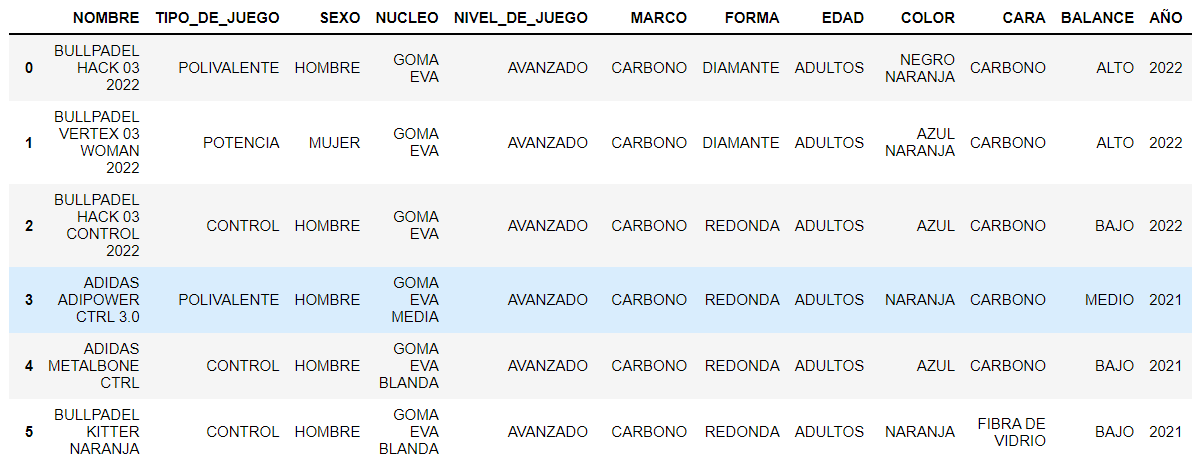 NOMBRE TIPO_DE_JUEGO SEXO NUCLEO NIVEL_DE_JUEGO MARCO FORMA EDAD COLOR CARA BALANCE AÑO
0 BULLPADEL HACK 03 2022 POLIVALENTE HOMBRE GOMA EVA AVANZADO CARBONO DIAMANTE ADULTOS NEGRO NARANJA CARBONO ALTO 2022
1 BULLPADEL VERTEX 03 WOMAN 2022 POTENCIA MUJER GOMA EVA AVANZADO CARBONO DIAMANTE ADULTOS AZUL NARANJA CARBONO ALTO 2022
2 BULLPADEL HACK 03 CONTROL 2022 CONTROL HOMBRE GOMA EVA AVANZADO CARBONO REDONDA ADULTOS AZUL CARBONO BAJO 2022
3 ADIDAS ADIPOWER CTRL 3.0 POLIVALENTE HOMBRE GOMA EVA MEDIA AVANZADO CARBONO REDONDA ADULTOS NARANJA CARBONO MEDIO 2021
4 ADIDAS METALBONE CTRL CONTROL HOMBRE GOMA EVA BLANDA AVANZADO CARBONO REDONDA ADULTOS AZUL CARBONO BAJO 2021
5 BULLPADEL KITTER NARANJA CONTROL HOMBRE GOMA EVA BLANDA AVANZADO CARBONO REDONDA ADULTOS NARANJA FIBRA DE VIDRIO BAJO 2021